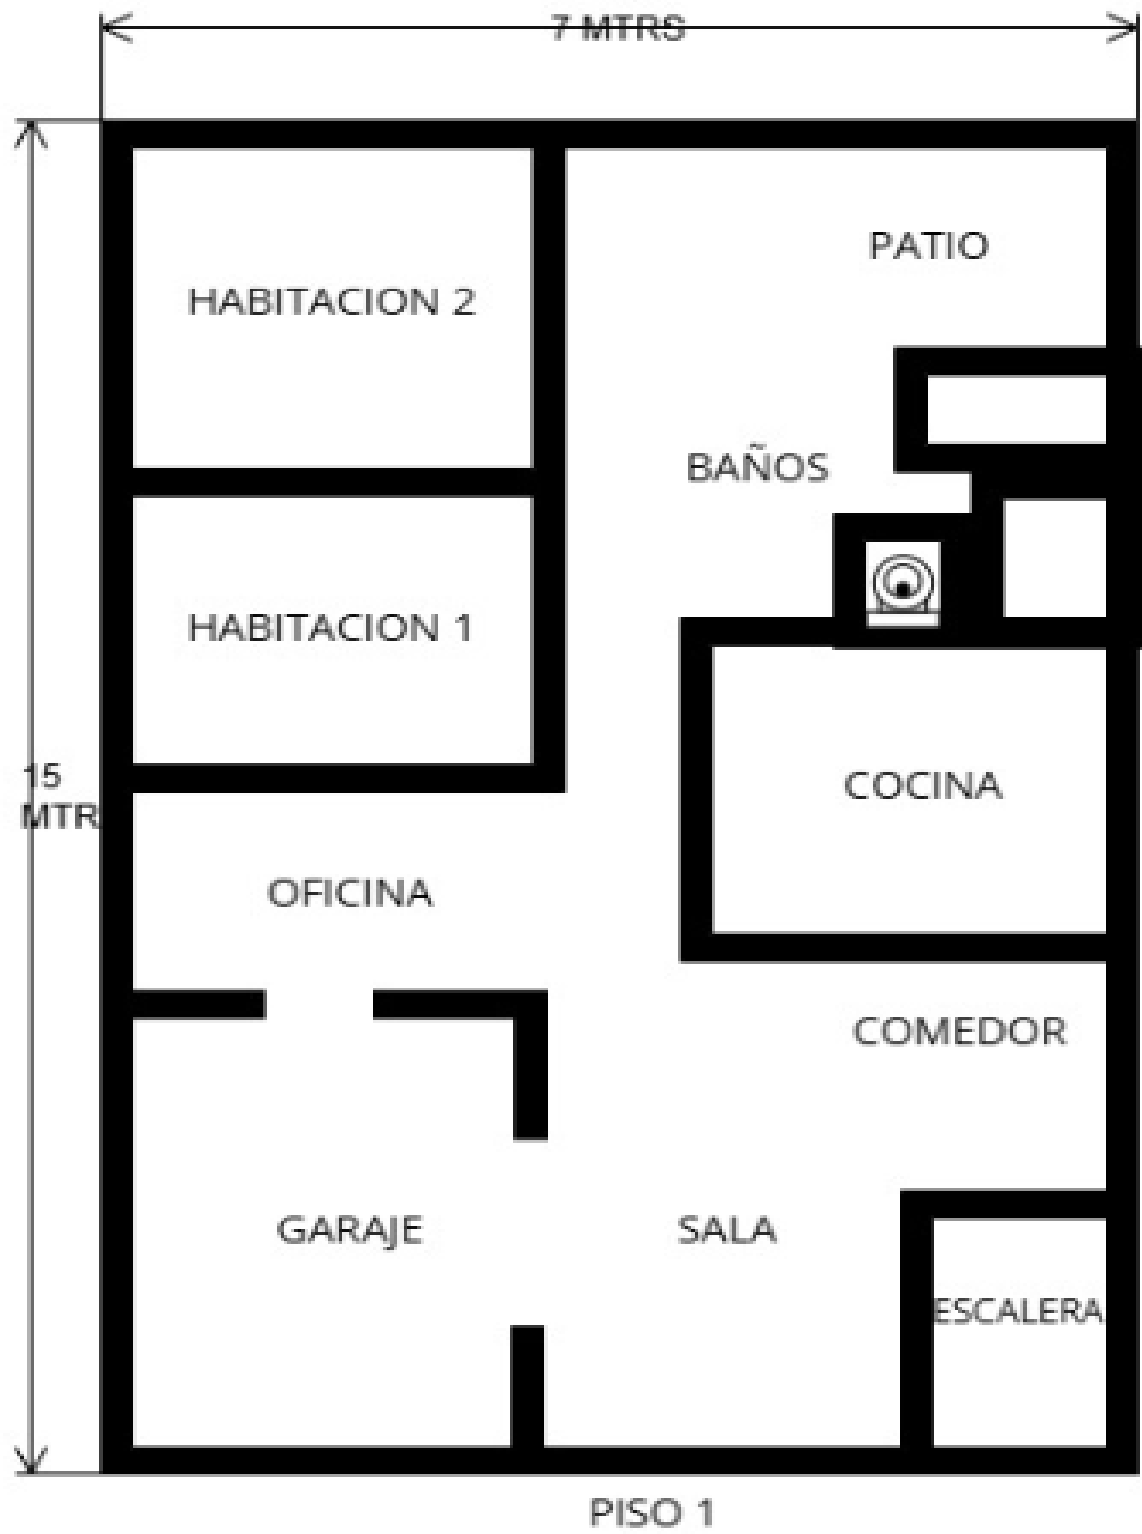 7 MTRS
PATIO
HABITACION 2
BAÑOS
HABITACION 1
15
MTR
COCINA
OFICINA
COMEDOR
GARAJE
SALA
ESCALERA
PISO 1